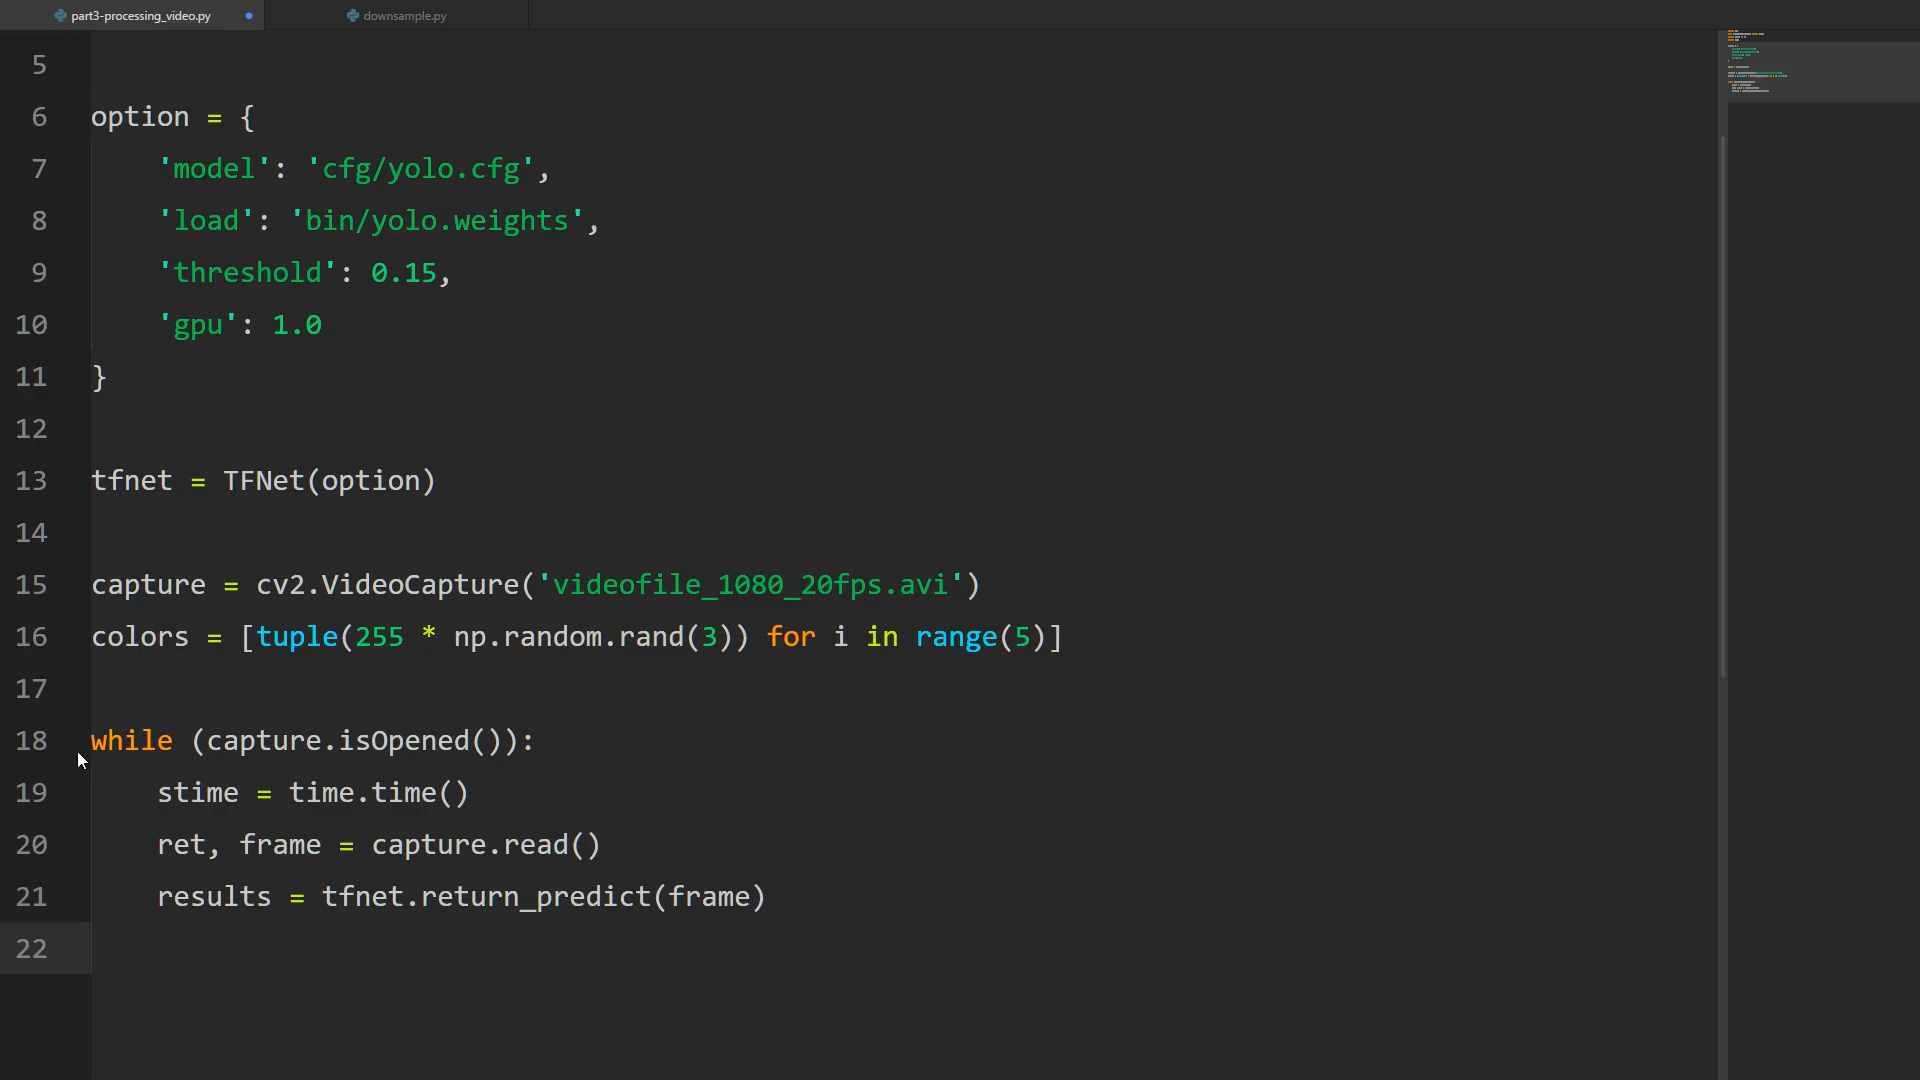 part3-processing_video.py
downsample.py
5
6 option = {
7 'model': 'cfg/yolo.cfg',
8 'load': 'bin/yolo.weights',
9 'threshold': 0.15,
10 'gpu': 1.0
11 }
12
13 tfnet = TFNet(option)
14
15 capture = cv2.VideoCapture('videofile_1080_20fps.avi')
16 colors = [tuple(255 * np.random.rand(3)) for i in range(5)]
17
18 while (capture.isOpened()):
19 stime = time.time()
20 ret, frame = capture.read()
21 results = tfnet.return_predict(frame)
22